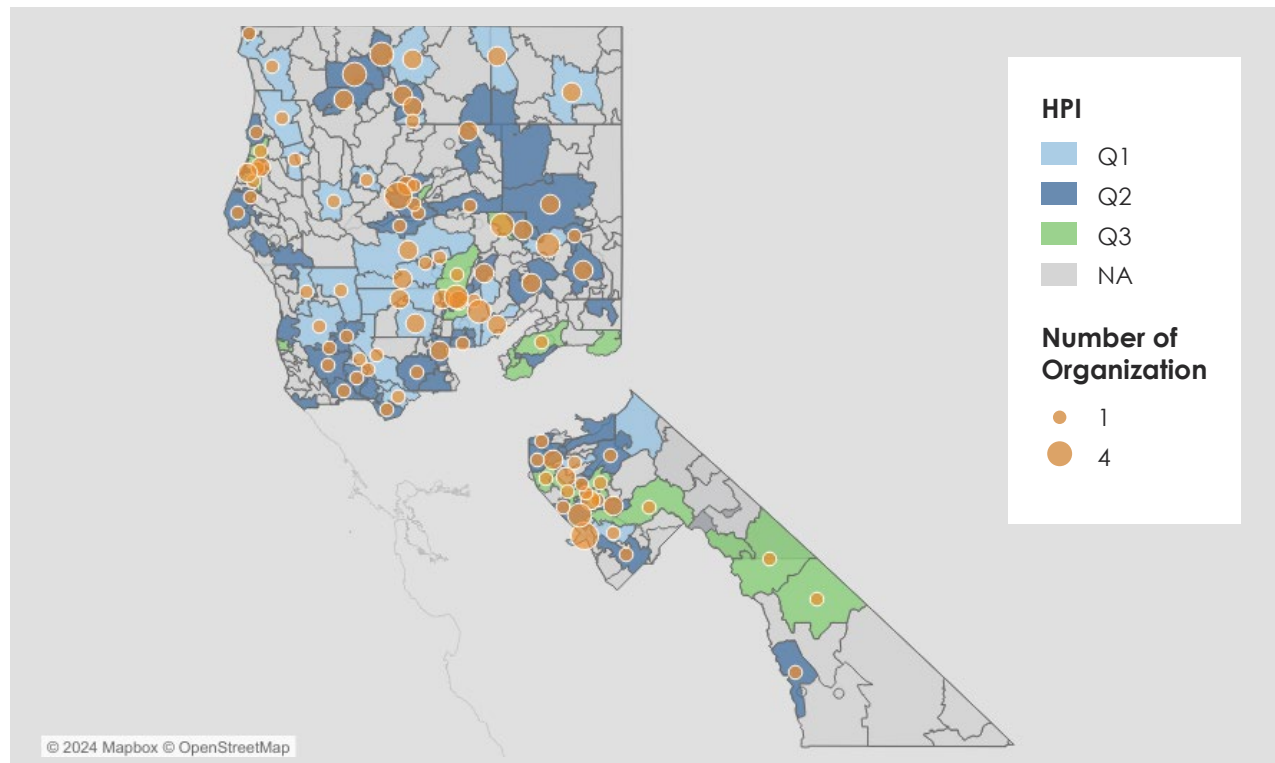 HPI
Q1
Q2
Q3
NA
Number of
Organization
1
4
© 2024 Mapbox © OpenStreetMap